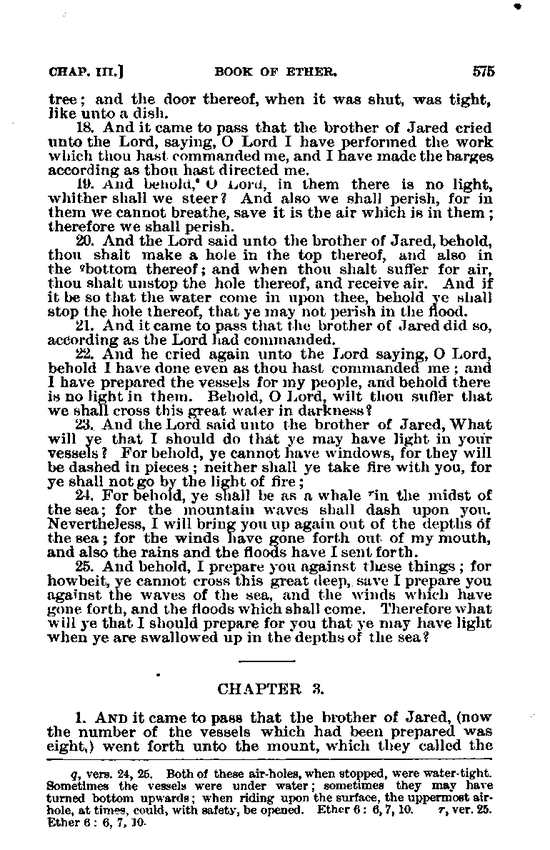 CHAP. III.] BOOK OF ETHER. 575
tree; and the door thereof, when it was shut, was tight,
like unto a dish.
18. And it came to pass that the brother of Jared cried
unto the Lord, saying, O Lord I have performed the work
which thou hast commanded me, and I have made the barges
according as thou hast directed me.
19. And behold, O Lord, in them there is no light,
whither shall we steer? And also we shall perish, for in
them we cannot breathe, save it is the air which is in them;
therefore we shall perish.
20. And the Lord said unto the brother of Jared, behold,
thou shalt make a hole in the top thereof, and also in
the qbottom thereof; and when thou shalt suffer for air,
thou shalt unstop the hole thereof, and receive air. And if
it be so that the water come in upon thee, behold ye shall
stop the hole thereof, that ye may not perish in the flood.
21. And it came to pass that the brother of Jared did so,
according as the Lord had commanded.
22. And he cried again unto the Lord saying, O Lord,
behold I have done even as thou hast commanded me; and
I have prepared the vessels for my people, and behold there
is no light in them. Behold, O Lord, wilt thou suffer that
we shall cross this great water in darkness?
23. And the Lord said unto the brother of Jared, What
will ye that I should do that ye may have light in your
vessels? For behold, ye cannot have windows, for they will
be dashed in pieces; neither shall ye take fire with you, for
ye shall not go by the light of fire;
24. For behold, ye shall be as a whale rin the midst of
the sea; for the mountain waves shall dash upon you.
Nevertheless, I will bring you up again out of the depths of
the sea; for the winds have gone forth out of my mouth,
and also the rains and the floods have I sent forth.
25. And behold, I prepare you against these things; for
howbeit, ye cannot cross this great deep, save I prepare you
against the waves of the sea, and the winds which have
gone forth, and the floods which shall come. Therefore what
will ye that I should prepare for you that ye may have light
when ye are swallowed up in the depths of the sea?
CHAPTER 3.
1. AND it came to pass that the brother of Jared, (now
the number of the vessels which had been prepared was
eight,) went forth unto the mount, which they called the
q, vers. 24, 25. Both of these air-holes, when stopped, were water-tight.
Sometimes the vessels were under water; sometimes they may have
turned bottom upwards; when riding upon the surface, the uppermost air-
hole, at times, could, with safety, be opened. Ether 6: 6, 7, 10. r, ver. 25.
Ether 6: 6, 7, 10.